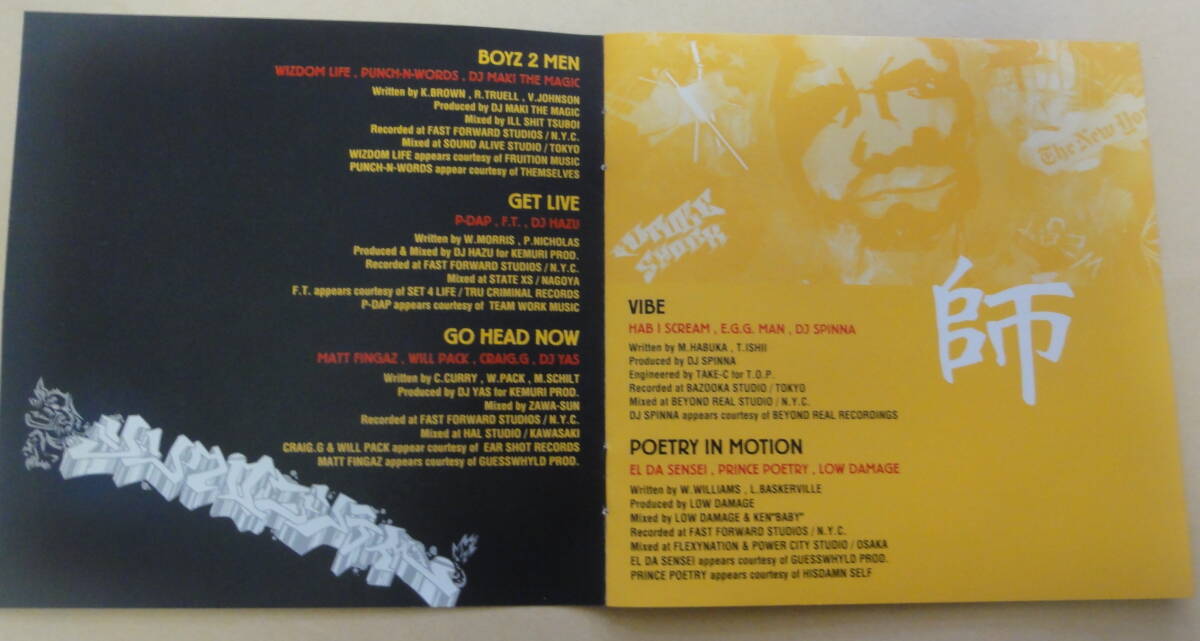 BOYZ 2 MEN
WIZDOM LIFE , PUNCH-N-WORDS , DJ MAKI THE MAGIC
Written by K.BROWN , R.TRUELL , V.JOHNSON
Produced by DJ MAKI THE MAGIC
Mixed by ILL SHIT TSUBOI
Recorded at FAST FORWARD STUDIOS / N.Y.C.
Mixed at SOUND ALIVE STUDIO / TOKYO
WIZDOM LIFE appears courtesy of FRUITION MUSIC
PUNCH-N-WORDS appear courtesy of THEMSELVES
GET LIVE
P-DAP , F.T. , DJ HAZU
Written by W.MORRIS , P.NICHOLAS
Produced & Mixed by DJ HAZU for KEMURI PROD.
Recorded at FAST FORWARD STUDIOS / N.Y.C.
Mixed at STATE XS / NAGOYA
F.T. appears courtesy of SET 4 LIFE / TRU CRIMINAL RECORDS
P-DAP appears courtesy of TEAM WORK MUSIC
GO HEAD NOW
MATT FINGAZ , WILL PACK , CRAIG.G , DJ YAS
Written by C.CURRY , W.PACK , M.SCHILT
Produced by DJ YAS for KEMURI PROD.
Mixed by ZAWA-SUN
Recorded at FAST FORWARD STUDIOS / N.Y.C.
Mixed at HAL STUDIO / KAWASAKI
CRAIG.G & WILL PACK appear courtesy of EAR SHOT RECORDS
MATT FINGAZ appears courtesy of GUESSWHYLD PROD.
The New Yo
師
VIBE
HAB I SCREAM , E.G.G. MAN , DJ SPINNA
Written by M.HABUKA , T.ISHII
Produced by DJ SPINNA
Engineered by TAKE-C for T.O.P.
Recorded at BAZOOKA STUDIO / TOKYO
Mixed at BEYOND REAL STUDIO / N.Y.C.
DJ SPINNA appears courtesy of BEYOND REAL RECORDINGS
POETRY IN MOTION
EL DA SENSEI , PRINCE POETRY , LOW DAMAGE
Written by W.WILLIAMS , L.BASKERVILLE
Produced by LOW DAMAGE
Mixed by LOW DAMAGE & KEN"BABY"
Recorded at FAST FORWARD STUDIOS / N.Y.C.
Mixed at FLEXYNATION & POWER CITY STUDIO / OSAKA
EL DA SENSEI appears courtesy of GUESSWHYLD PROD.
PRINCE POETRY appears courtesy of HISDAMN SELF